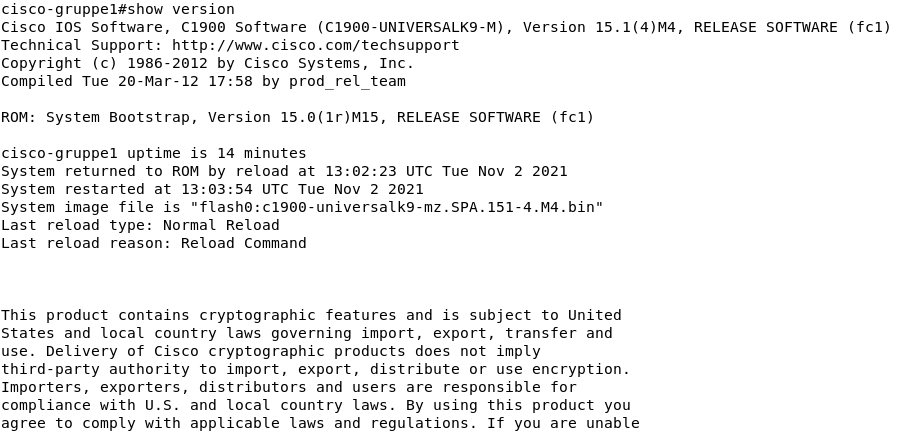 cisco-gruppe1#show version
Cisco IOS Software, C1900 Software (C1900-UNIVERSALK9-M), Version 15.1(4)M4, RELEASE SOFTWARE (fc1)
Technical Support: http://www.cisco.com/techsupport
Copyright (c) 1986-2012 by Cisco Systems, Inc.
Compiled Tue 20-Mar-12 17:58 by prod_rel_team

ROM: System Bootstrap, Version 15.0(1r)M15, RELEASE SOFTWARE (fc1)

cisco-gruppe1 uptime is 14 minutes
System returned to ROM by reload at 13:02:23 UTC Tue Nov 2 2021
System restarted at 13:03:54 UTC Tue Nov 2 2021
System image file is "flash0:c1900-universalk9-mz.SPA.151-4.M4.bin"
Last reload type: Normal Reload
Last reload reason: Reload Command

This product contains cryptographic features and is subject to United
States and local country laws governing import, export, transfer and
use. Delivery of Cisco cryptographic products does not imply
third-party authority to import, export, distribute or use encryption.
Importers, exporters, distributors and users are responsible for
compliance with U.S. and local country laws. By using this product you
agree to comply with applicable laws and regulations. If you are unable